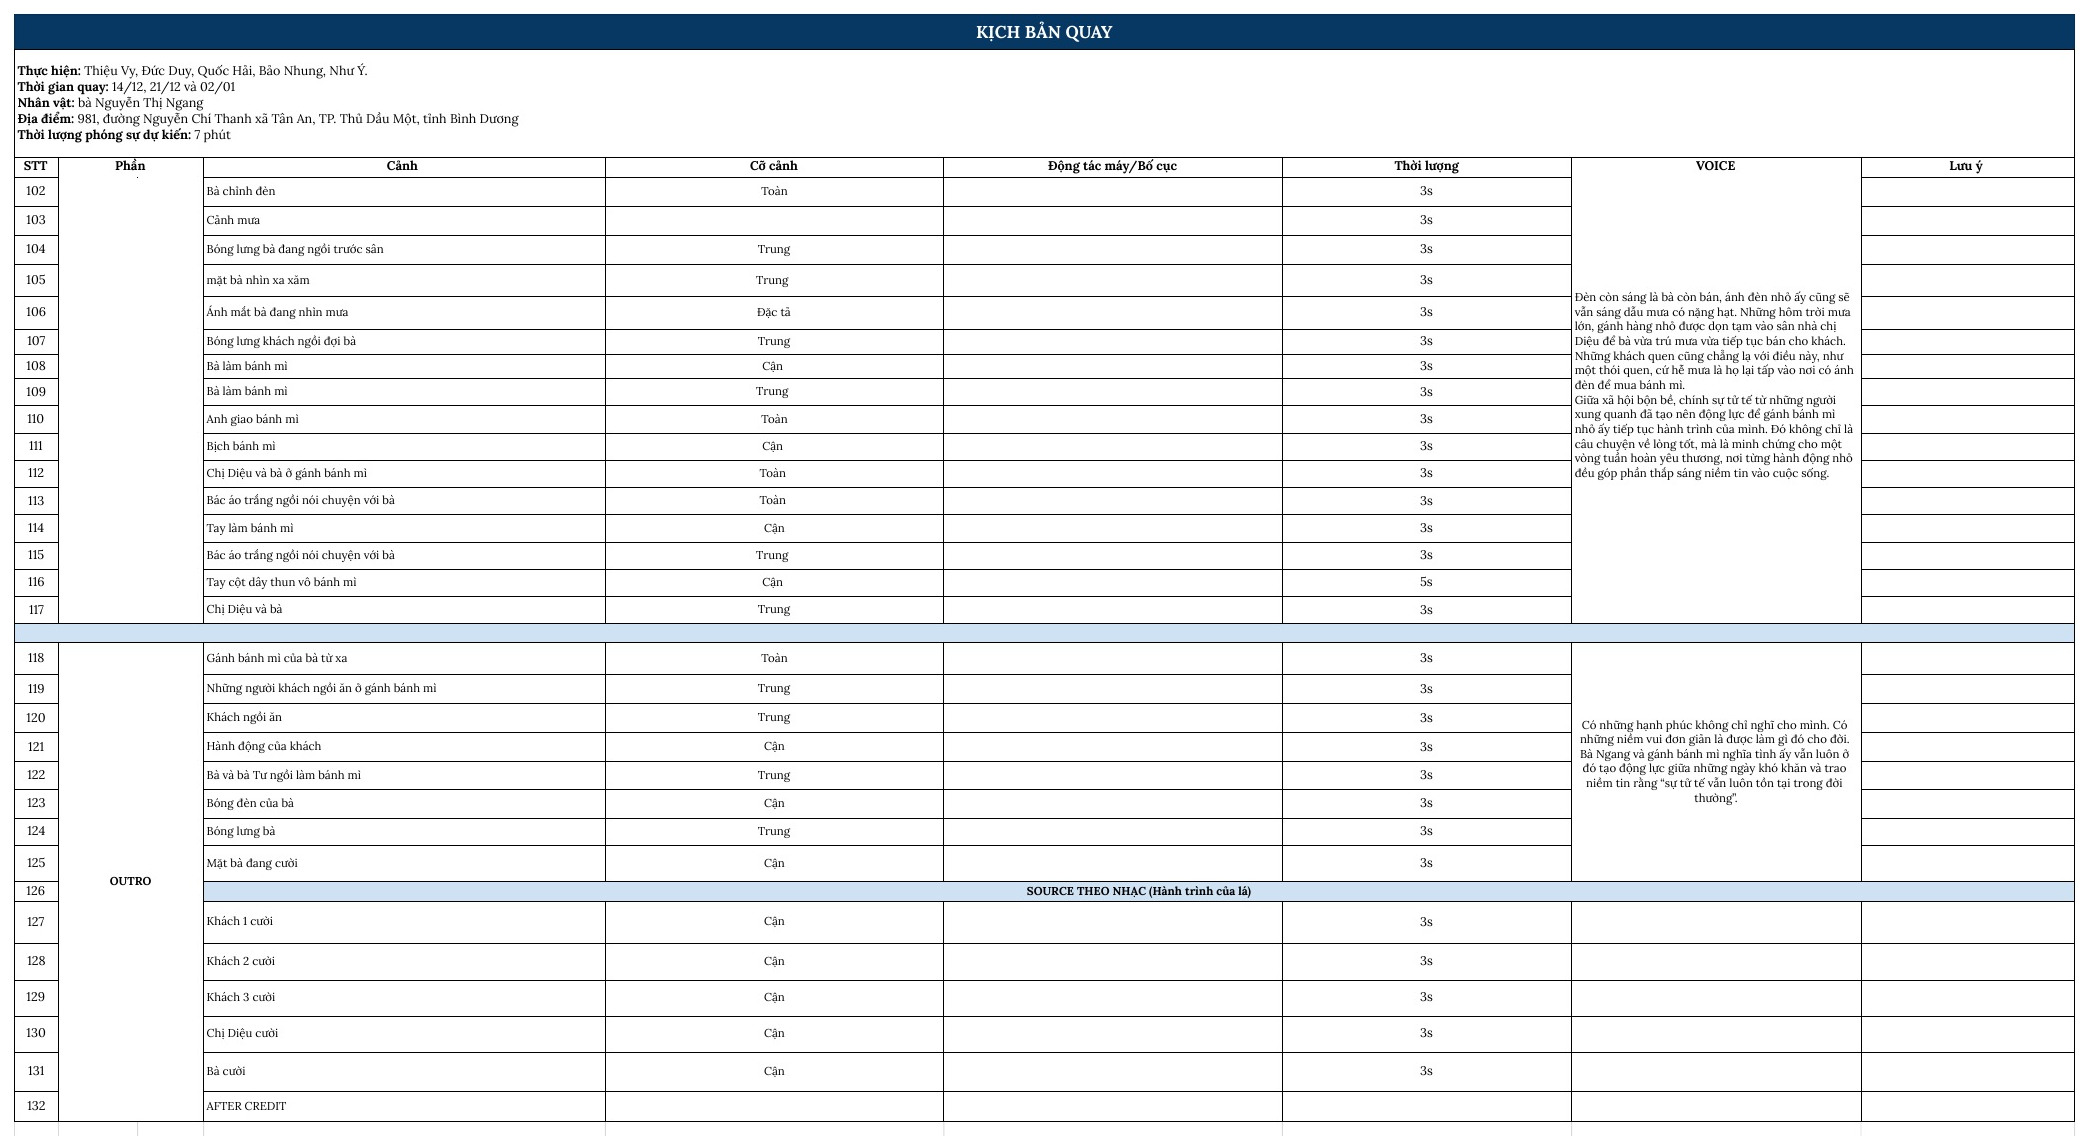 KỊCH BẢN QUAY
Thực hiện: Thiệu Vy, Đức Duy, Quốc Hải, Bảo Nhung, Như Ý.
Thời gian quay: 14/12, 21/12 và 02/01
Nhân vật: bà Nguyễn Thị Ngang
Địa điểm: 981, đường Nguyễn Chí Thanh xã Tân An, TP. Thủ Dầu Một, tỉnh Bình Dương
Thời lượng phóng sự dự kiến: 7 phút
STT Phần Cảnh Cỡ cảnh Động tác máy/Bố cục Thời lượng VOICE Lưu ý
102 Bà chỉnh đèn Toàn 3s
103 Cảnh mưa 3s
104 Bóng lưng bà đang ngồi trước sân Trung 3s
105 mặt bà nhìn xa xăm Trung 3s
106 Ánh mắt bà đang nhìn mưa Đặc tả 3s
107 Bóng lưng khách ngồi đợi bà Trung 3s
108 Bà làm bánh mì Cận 3s
109 Bà làm bánh mì Trung 3s
110 Anh giao bánh mì Toàn 3s
111 Bịch bánh mì Cận 3s
112 Chị Diệu và bà ở gánh bánh mì Toàn 3s
113 Bác áo trắng ngồi nói chuyện với bà Toàn 3s
114 Tay làm bánh mì Cận 3s
115 Bác áo trắng ngồi nói chuyện với bà Trung 3s
116 Tay cột dây thun vô bánh mì Cận 5s
117 Chị Diệu và bà Trung 3s
Đèn còn sáng là bà còn bán, ánh đèn nhỏ ấy cũng sẽ
vẫn sáng dẫu mưa có nặng hạt. Những hôm trời mưa
lớn, gánh hàng nhỏ được dọn tạm vào sân nhà chị
Diệu để bà vừa trú mưa vừa tiếp tục bán cho khách.
Những khách quen cũng chẳng lạ với điều này, như
một thói quen, cứ hễ mưa là họ lại tấp vào nơi có ánh
đèn để mua bánh mì.
Giữa xã hội bộn bề, chính sự tử tế từ những người
xung quanh đã tạo nên động lực để gánh bánh mì
nhỏ ấy tiếp tục hành trình của mình. Đó không chỉ là
câu chuyện về lòng tốt, mà là minh chứng cho một
vòng tuần hoàn yêu thương, nơi từng hành động nhỏ
đều góp phần thắp sáng niềm tin vào cuộc sống.
118 Gánh bánh mì của bà từ xa Toàn 3s
119 Những người khách ngồi ăn ở gánh bánh mì Trung 3s
120 Khách ngồi ăn Trung 3s
121 Hành động của khách Cận 3s
122 Bà và bà Tư ngồi làm bánh mì Trung 3s
123 Bóng đèn của bà Cận 3s
124 Bóng lưng bà Trung 3s
125 Mặt bà đang cười Cận 3s
Có những hạnh phúc không chỉ nghĩ cho mình. Có
những niềm vui đơn giản là được làm gì đó cho đời.
Bà Ngang và gánh bánh mì nghĩa tình ấy vẫn luôn ở
đó tạo động lực giữa những ngày khó khăn và trao
niềm tin rằng “sự tử tế vẫn luôn tồn tại trong đời
thường”.
OUTRO
126 SOURCE THEO NHẠC (Hành trình của lá)
127 Khách 1 cười Cận 3s
128 Khách 2 cười Cận 3s
129 Khách 3 cười Cận 3s
130 Chị Diệu cười Cận 3s
131 Bà cười Cận 3s
132 AFTER CREDIT